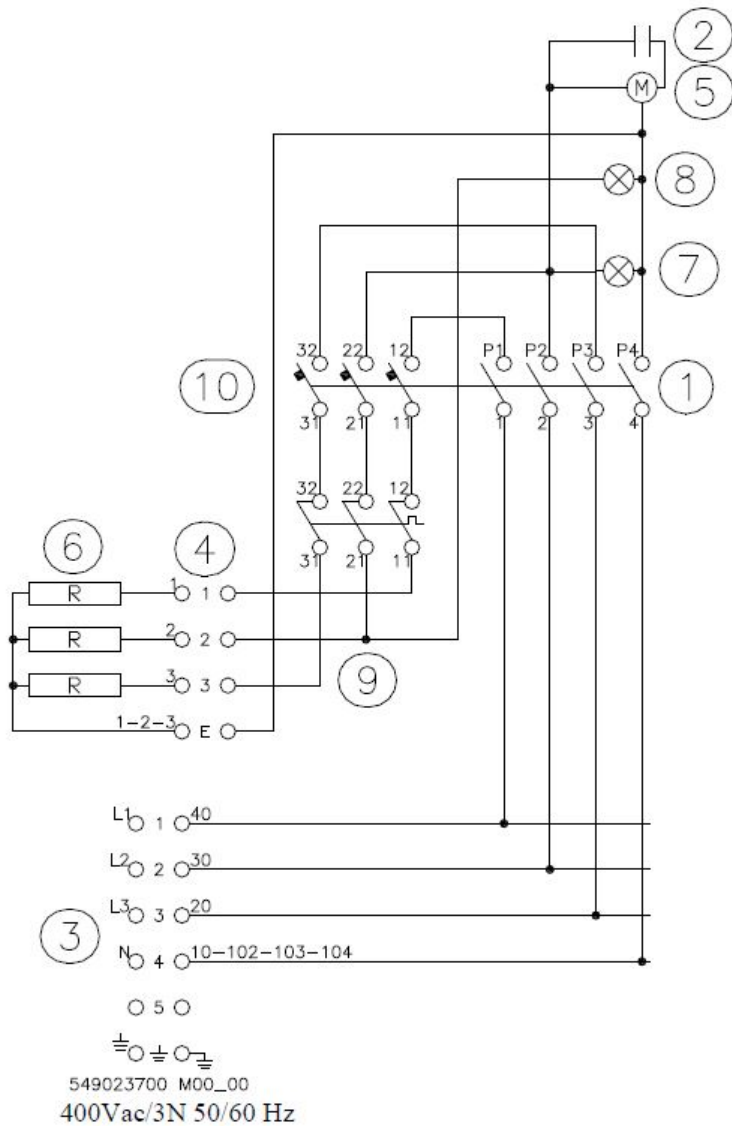 2
M 5
8
7
32 22 12 P1 P2 P3 P4
10 1
31 21 11 1 2 3 4
32 22 12
6 4
31 21 11
R 1 1
R 2 2
R 3 3
9
1-2-3 E
L1 1 40
L2 2 30
L3 3 20
3
N 4 10-102-103-104
5
549023700 M00_00
400Vac/3N 50/60 Hz